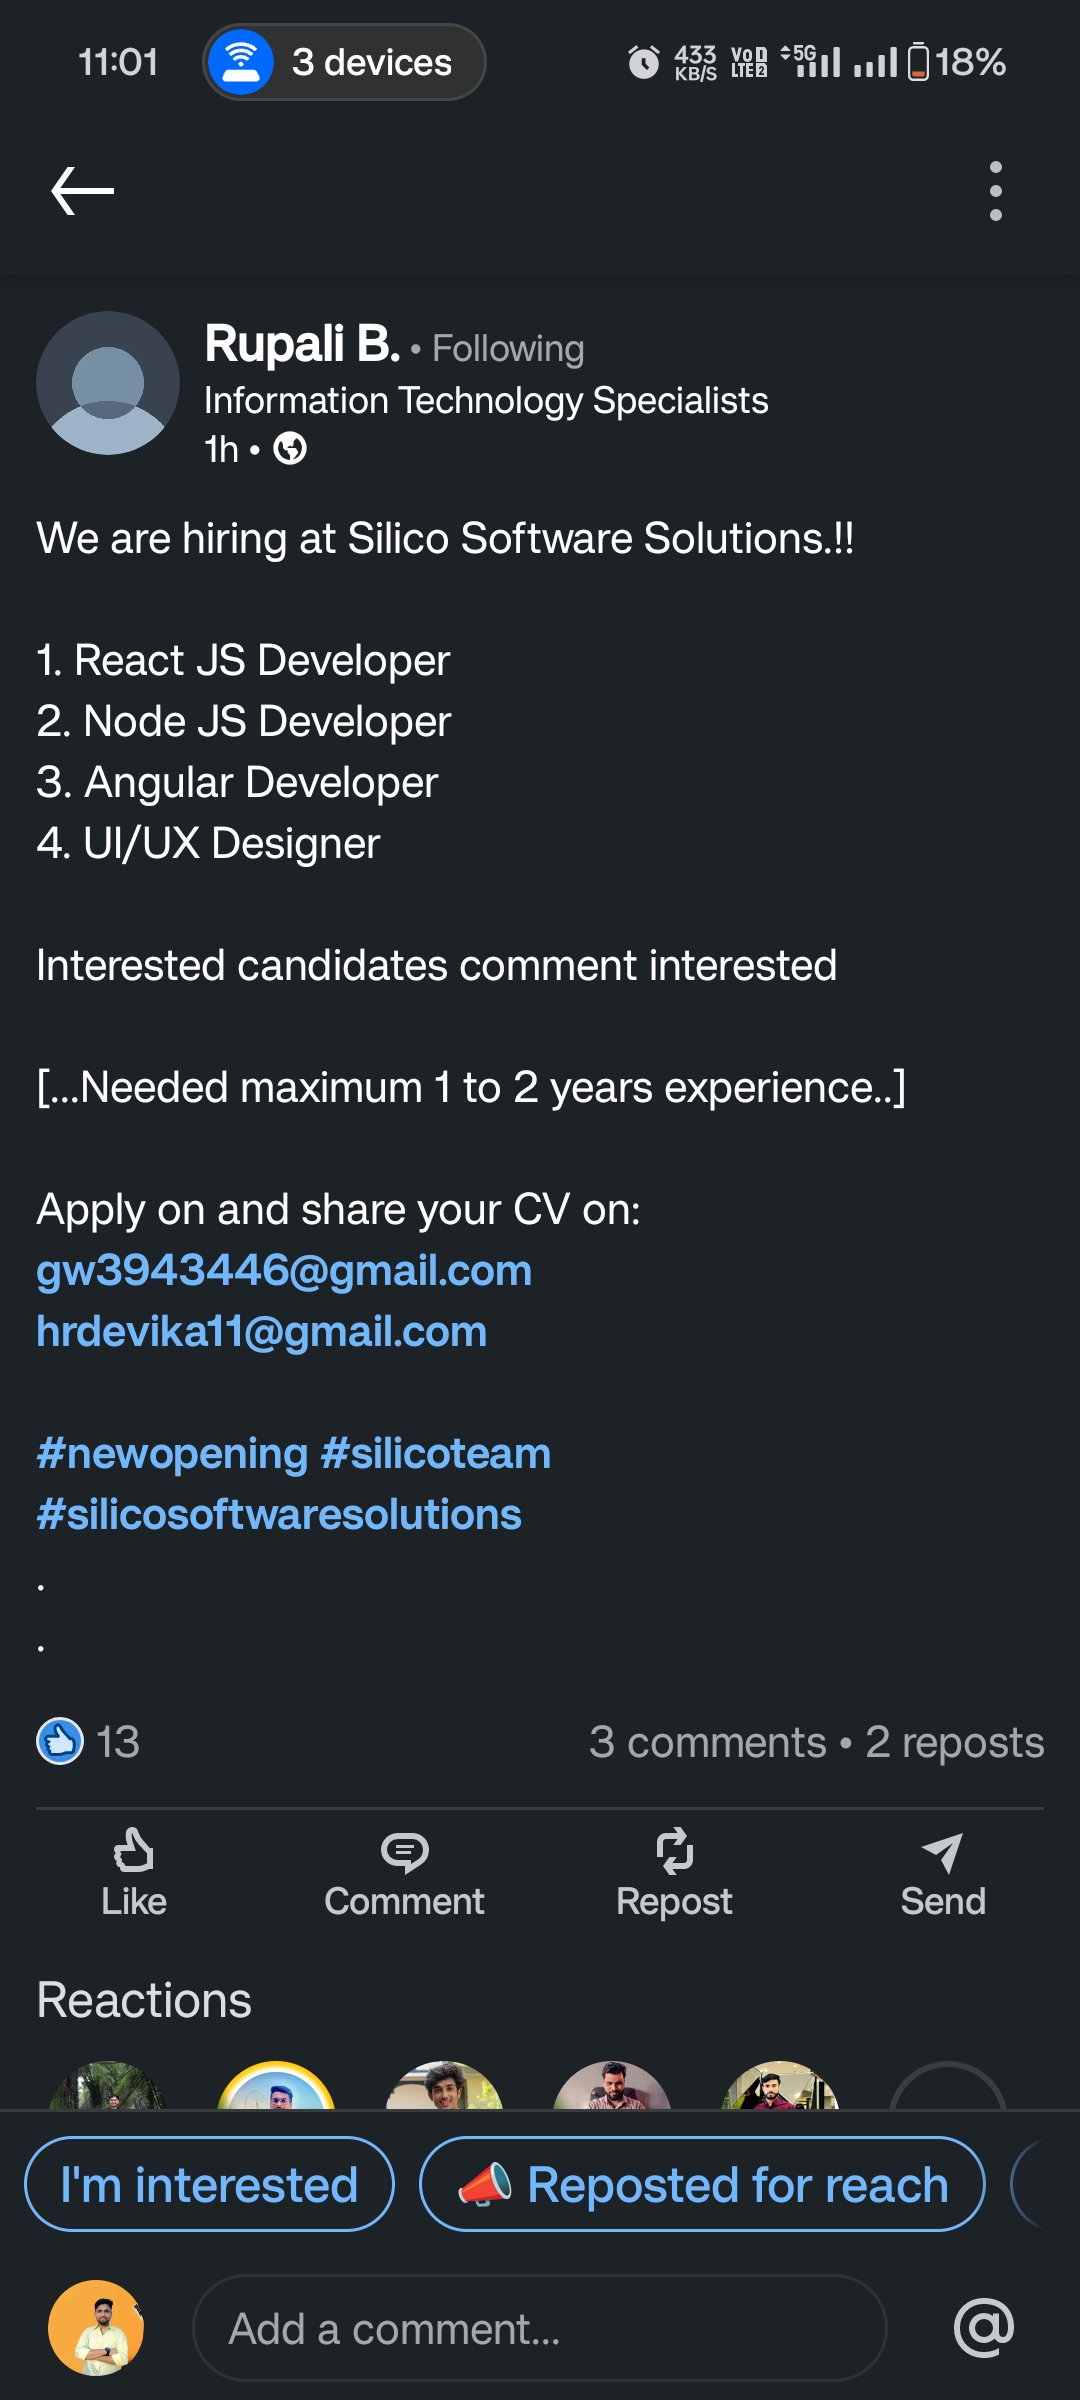 11:01
3 devices
433
KB/S
VoD
LTE2
5G
18%
Rupali B. • Following
Information Technology Specialists
1h •
We are hiring at Silico Software Solutions.!!
1. React JS Developer
2. Node JS Developer
3. Angular Developer
4. UI/UX Designer
Interested candidates comment interested
[...Needed maximum 1 to 2 years experience..]
Apply on and share your CV on:
gw3943446@gmail.com
hrdevika11@gmail.com
#newopening #silicoteam
#silicosoftwaresolutions
.
.
13
3 comments • 2 reposts
Like
Comment
Repost
Send
Reactions
I'm interested
Reposted for reach
Add a comment...
@